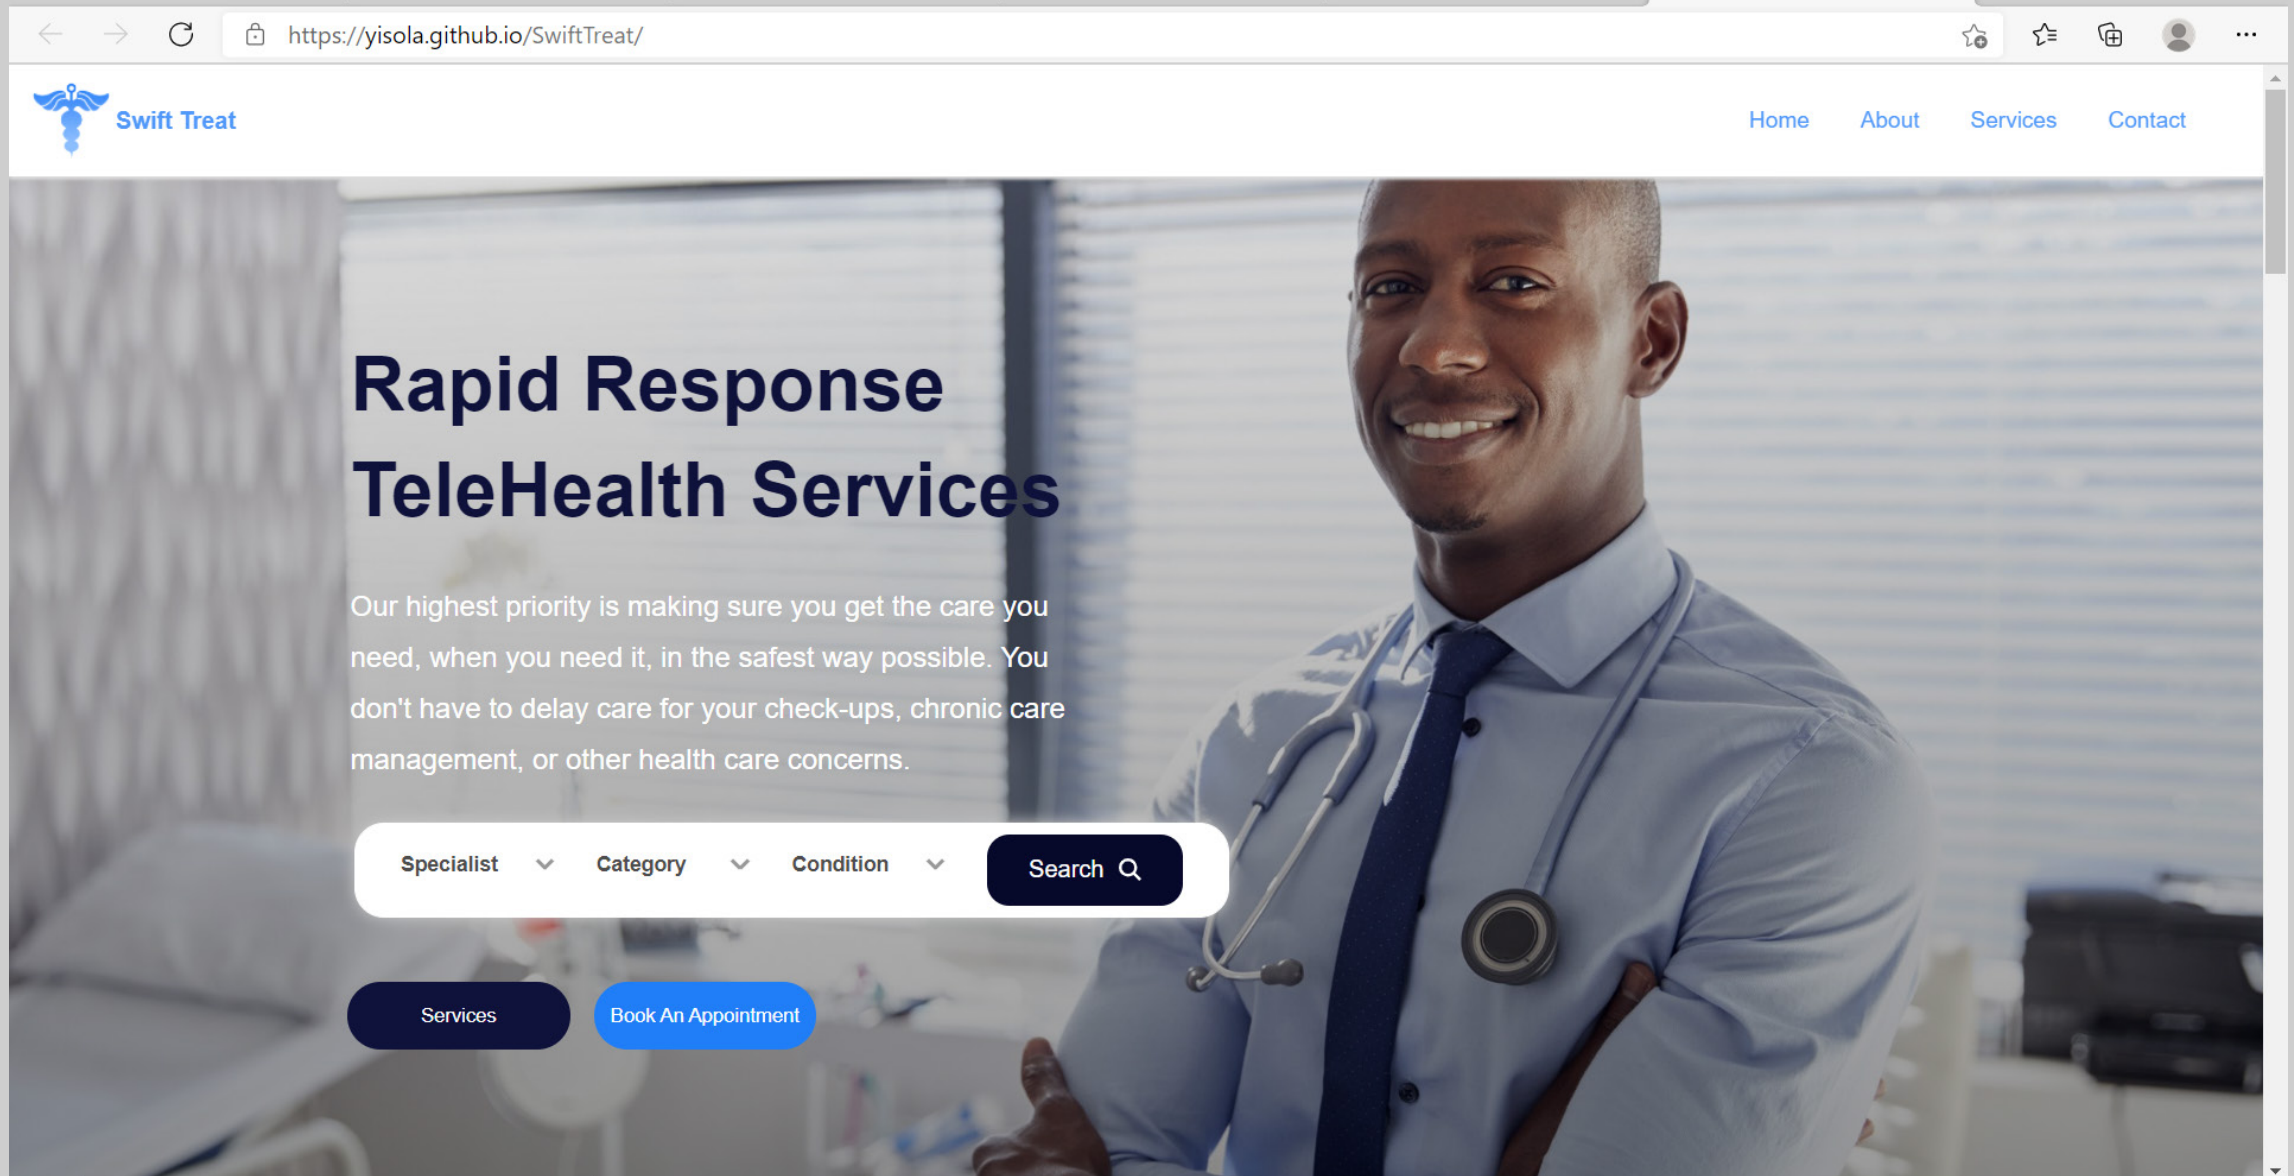 https://yisola.github.io/SwiftTreat/
Swift Treat
Home About Services Contact
Rapid Response
TeleHealth Services
Our highest priority is making sure you get the care you
need, when you need it, in the safest way possible. You
don't have to delay care for your check-ups, chronic care
management, or other health care concerns.
Specialist Category Condition Search
Services Book An Appointment